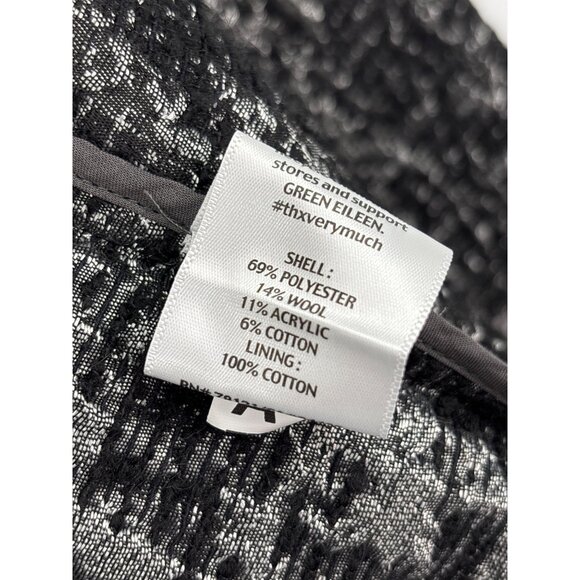 stores and support
GREEN EILEEN.
#thxverymuch
SHELL :
69% POLYESTER
14% WOOL
11% ACRYLIC
6% COTTON
LINING :
100% COTTON